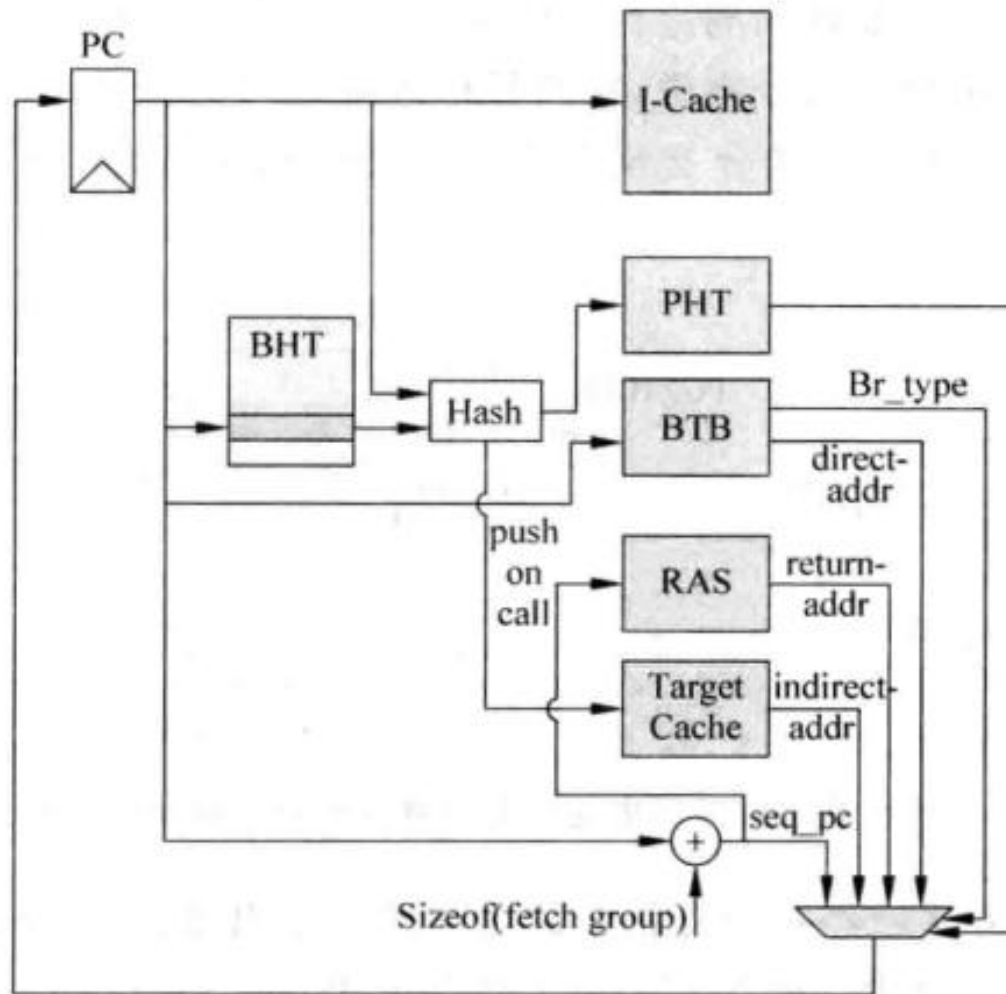 PC
I-Cache
PHT
BHT
Br_type
Hash
BTB
direct-
addr
push
on
call
RAS
return-
addr
Target
Cache
indirect-
addr
seq_pc
+
Sizeof(fetch group)